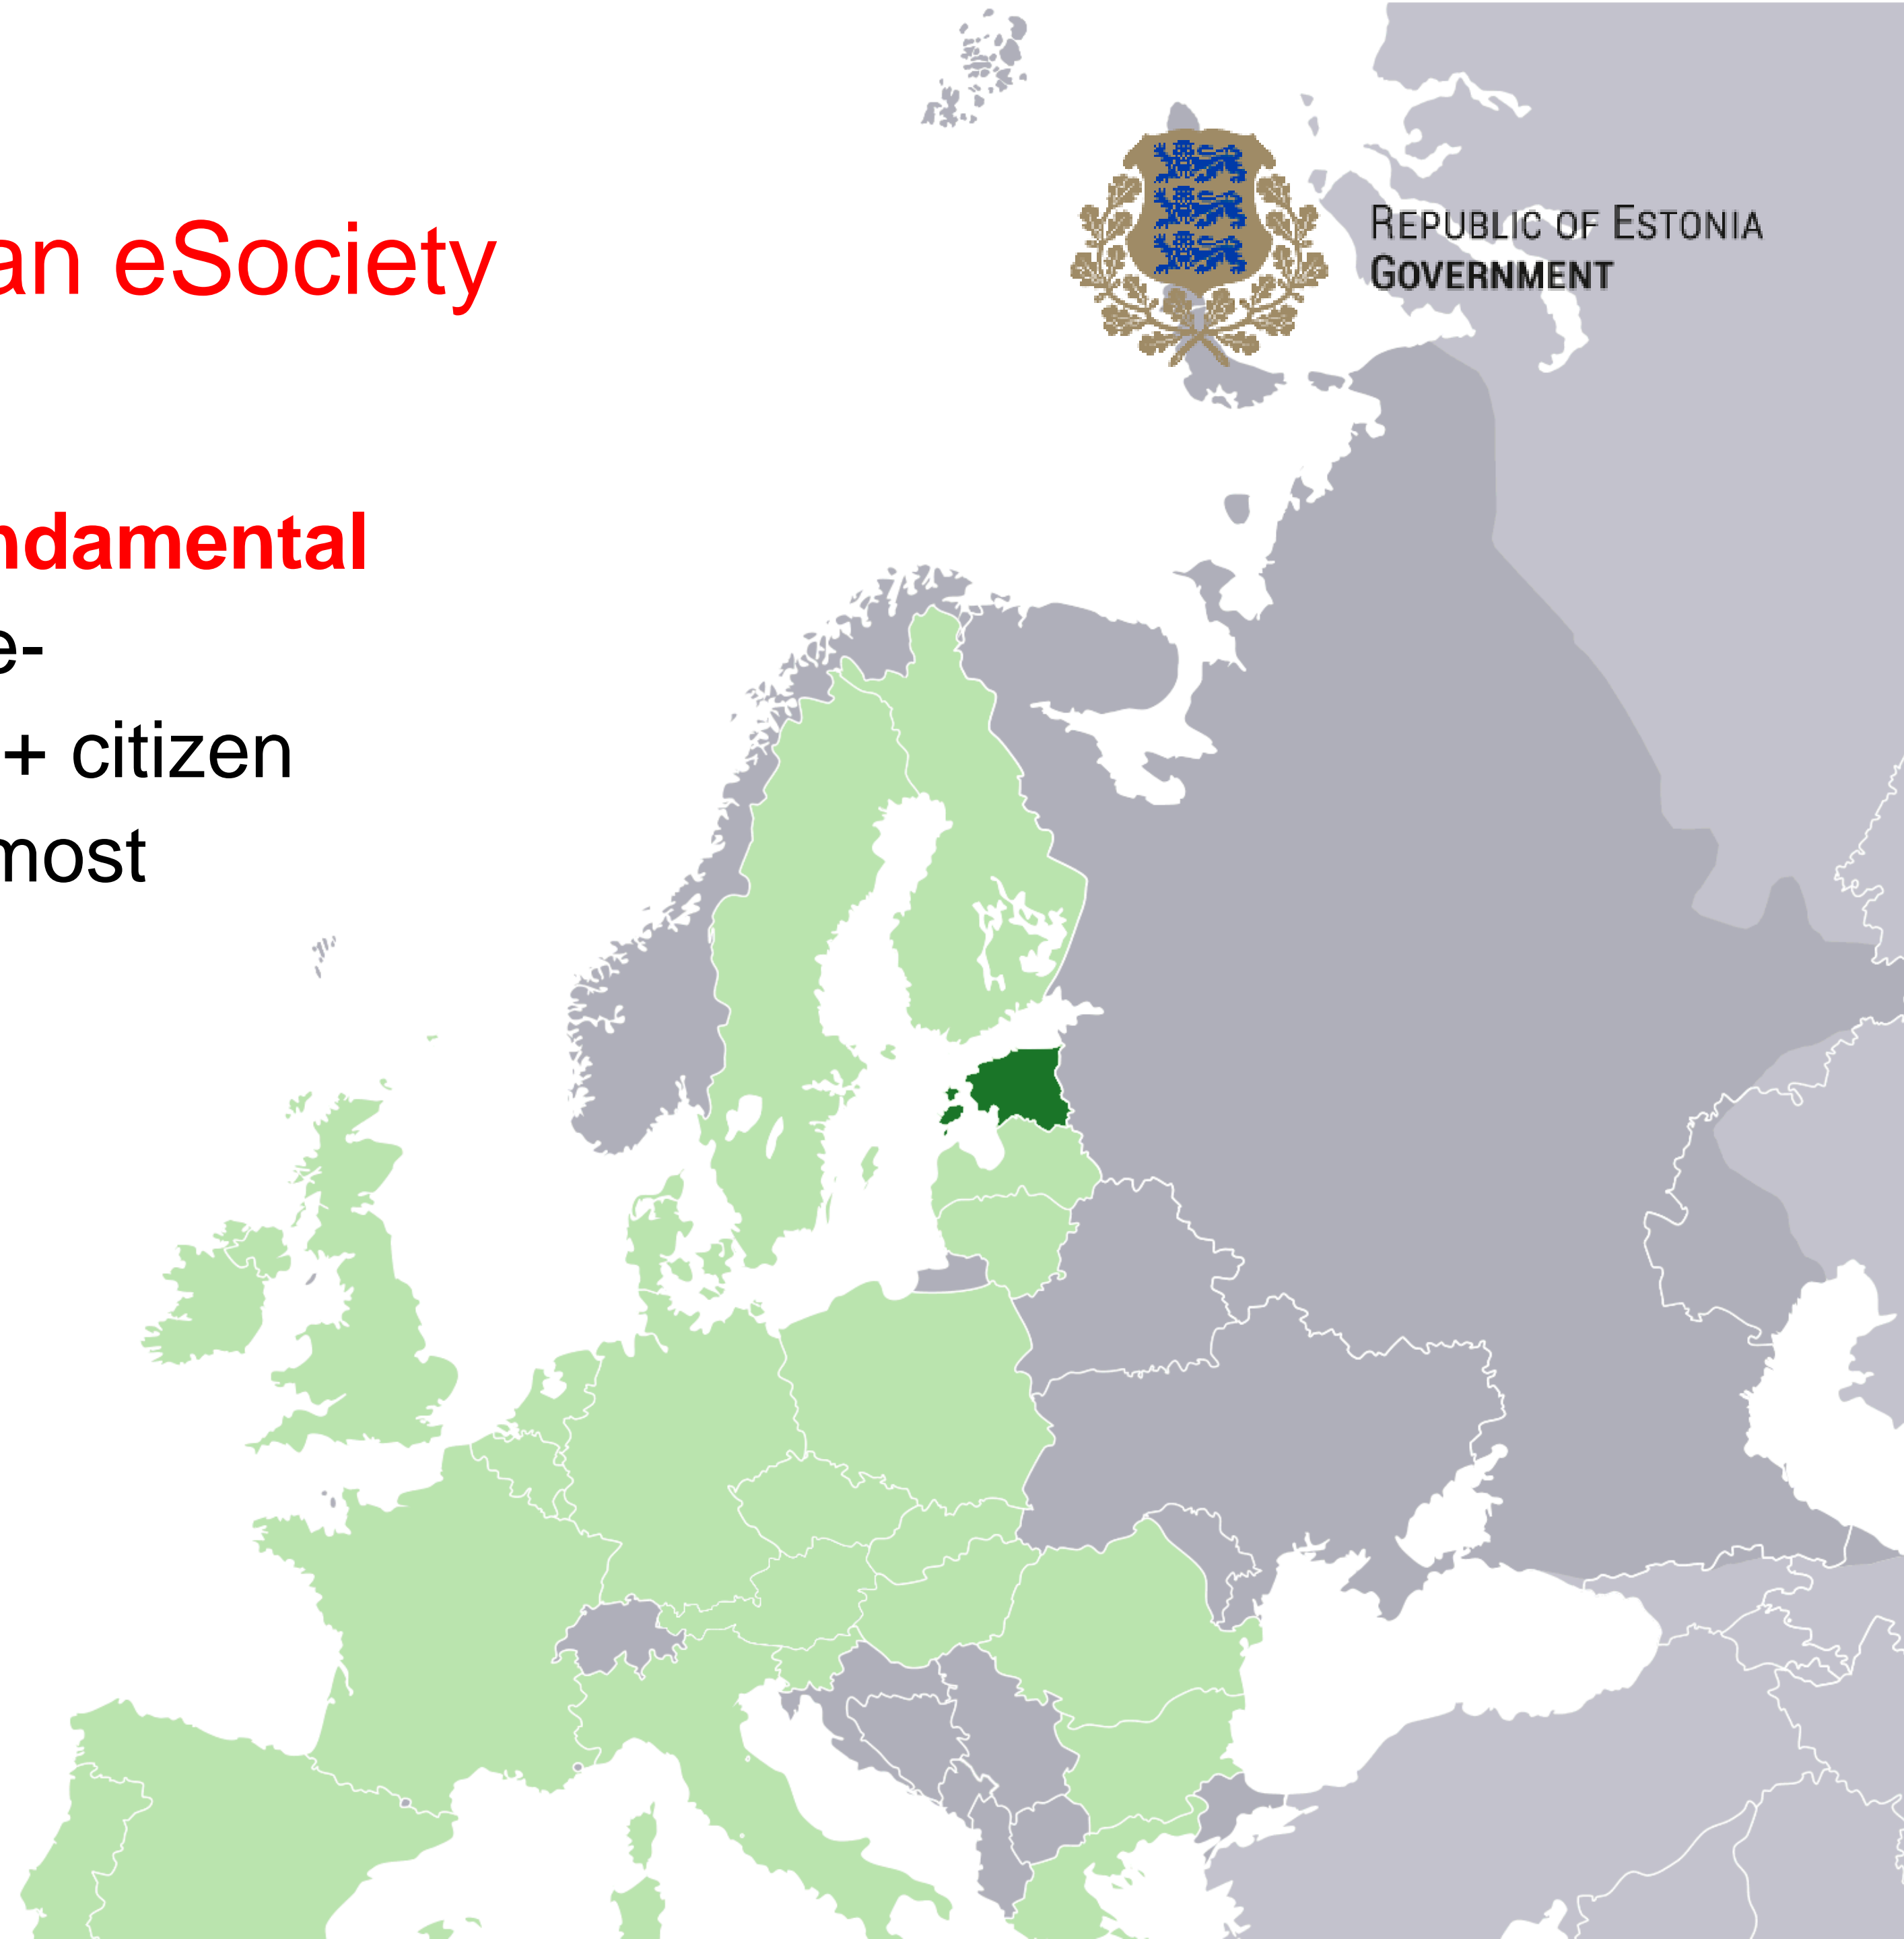 an eSociety
REPUBLIC OF ESTONIA
GOVERNMENT
ndamental
e-
+ citizen
most